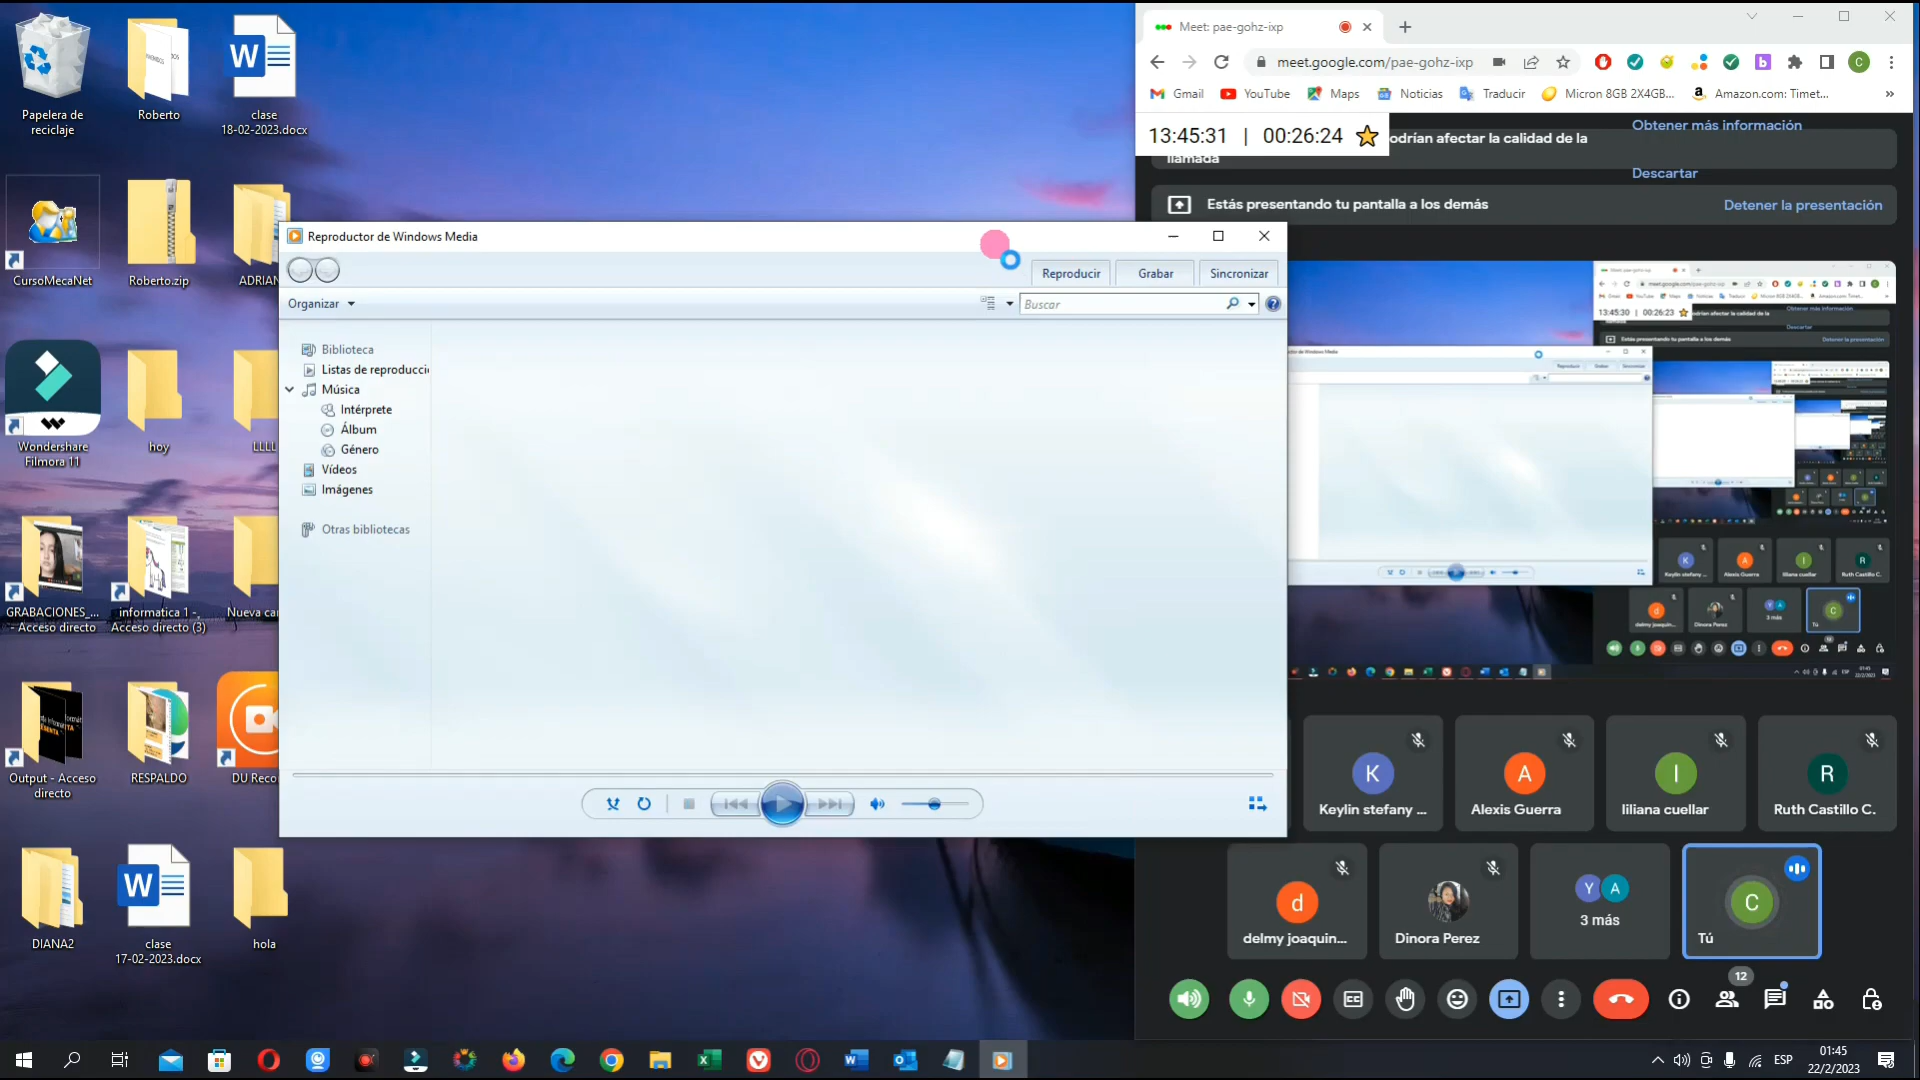 Papelera de
reciclaje
Roberto
clase
18-02-2023.docx
CursoMecaNet
Roberto.zip
ADRIAN
Wondershare
Filmora 11
hoy
LLLL
GRABACIONES_...
- Acceso directo
informatica 1 -
Acceso directo (3)
Nueva car
Output - Acceso
directo
RESPALDO
DU Reco
DIANA2
clase
17-02-2023.docx
hola
Reproductor de Windows Media
Reproducir
Grabar
Sincronizar
Organizar
Buscar
Biblioteca
Listas de reproducci
Música
Intérprete
Álbum
Género
Vídeos
Imágenes
Otras bibliotecas
Meet: pae-gohz-ixp
meet.google.com/pae-gohz-ixp
Gmail
YouTube
Maps
Noticias
Traducir
Micron 8GB 2X4GB...
Amazon.com: Timet...
13:45:31 | 00:26:24
Obtener más información
odrían afectar la calidad de la
llamada
Descartar
Estás presentando tu pantalla a los demás
Detener la presentación
13:45:30 | 00:26:23
K
Keylin stefany ...
A
Alexis Guerra
l
liliana cuellar
R
Ruth Castillo C.
d
delmy joaquin...
Dinora Perez
Y A
3 más
C
Tú
12
ESP
01:45
22/2/2023